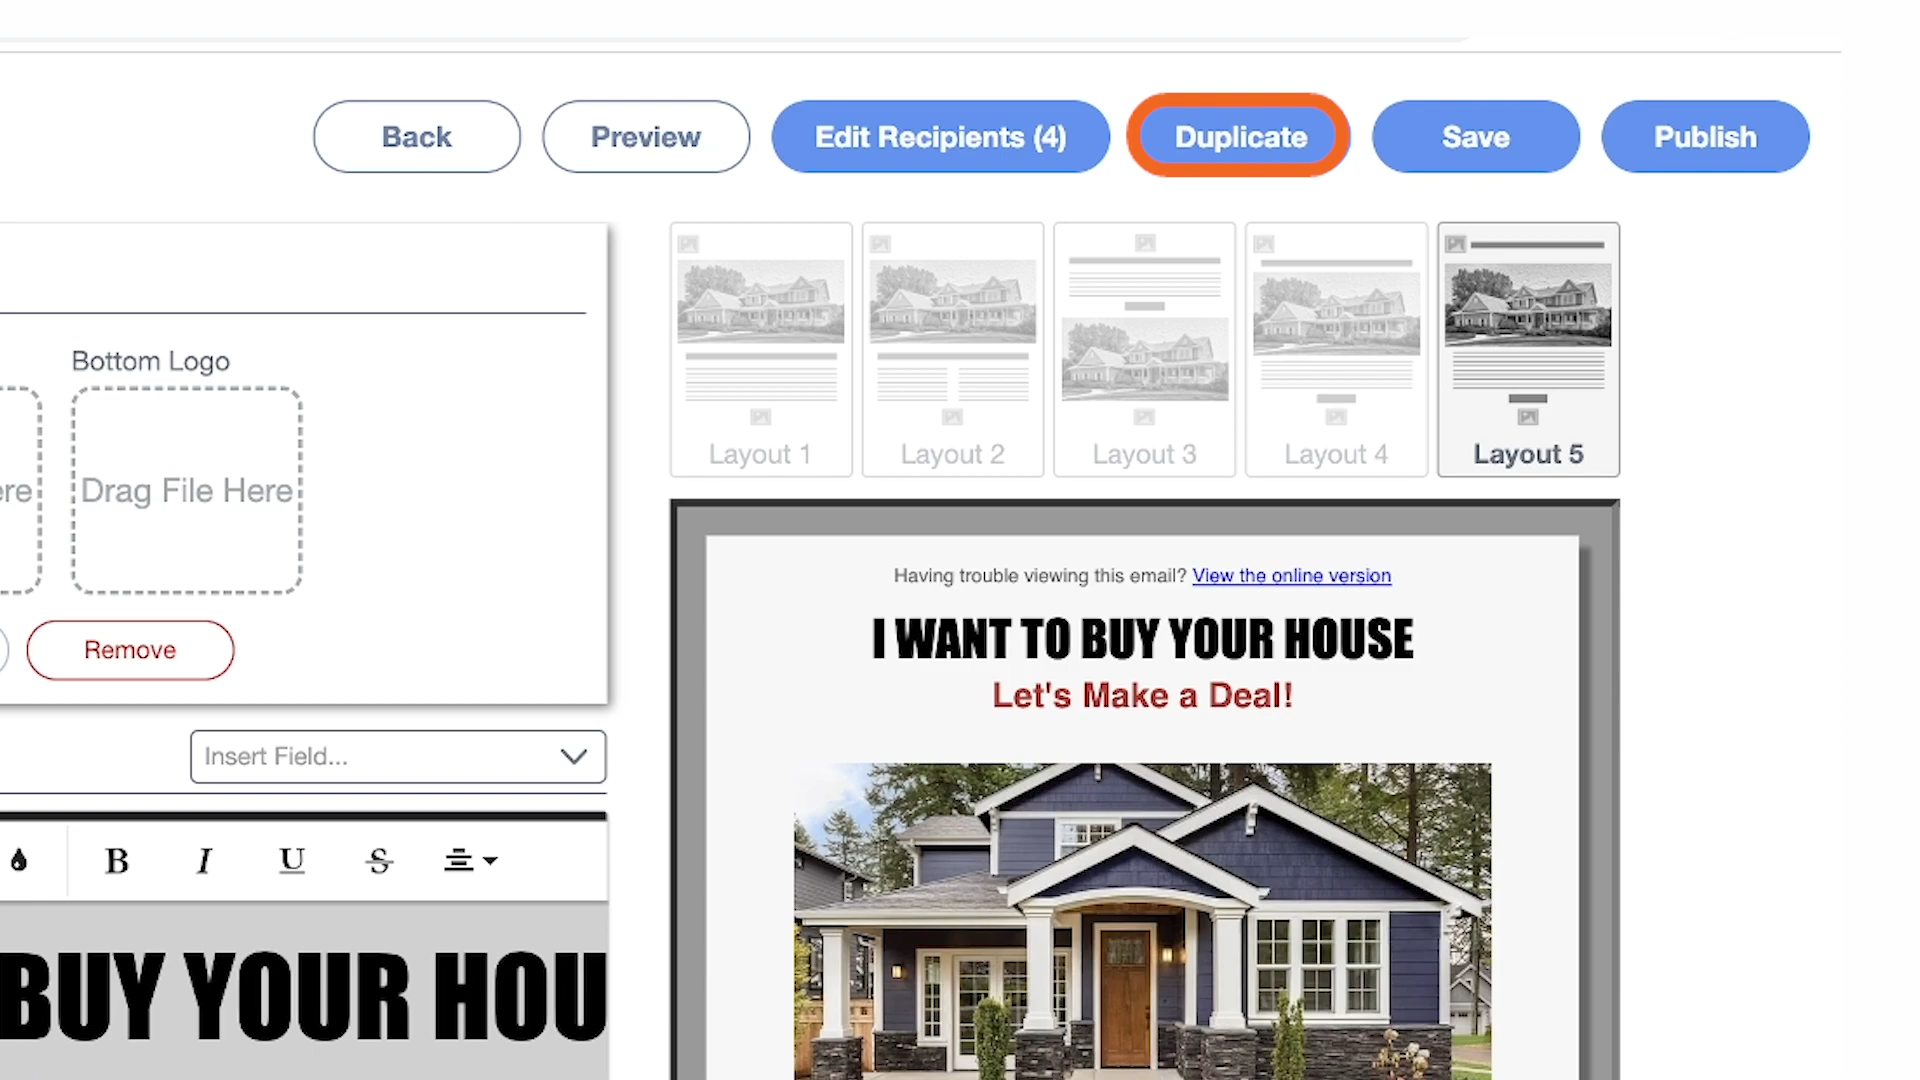 Back
Preview
Edit Recipients (4)
Duplicate
Save
Publish
Bottom Logo
ere
Drag File Here
Remove
Insert Field...
B
I
U
S
BUY YOUR HOU
Layout 1
Layout 2
Layout 3
Layout 4
Layout 5
Having trouble viewing this email? View the online version
I WANT TO BUY YOUR HOUSE
Let's Make a Deal!